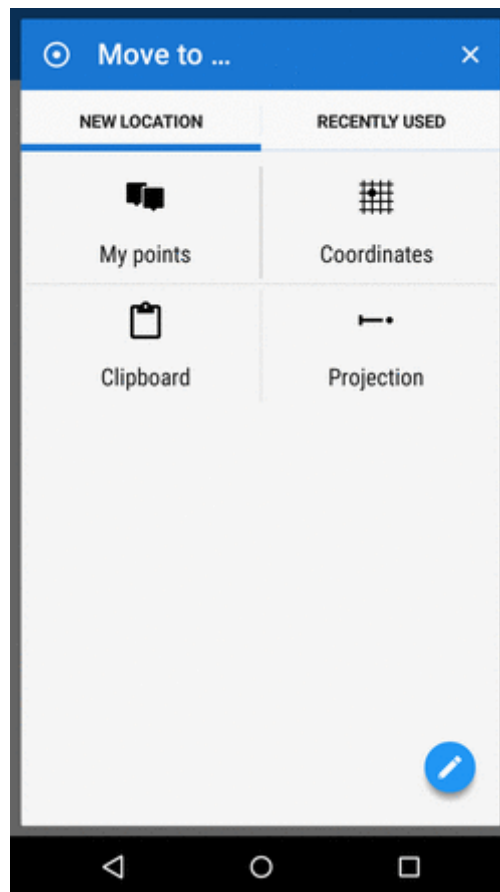 Move to ...
NEW LOCATION RECENTLY USED
My points Coordinates
Clipboard Projection